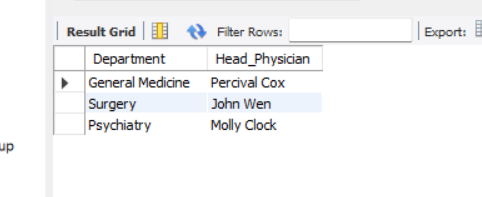 Result Grid Filter Rows: Export:
Department Head_Physician
General Medicine Percival Cox
Surgery John Wen
Psychiatry Molly Clock
up